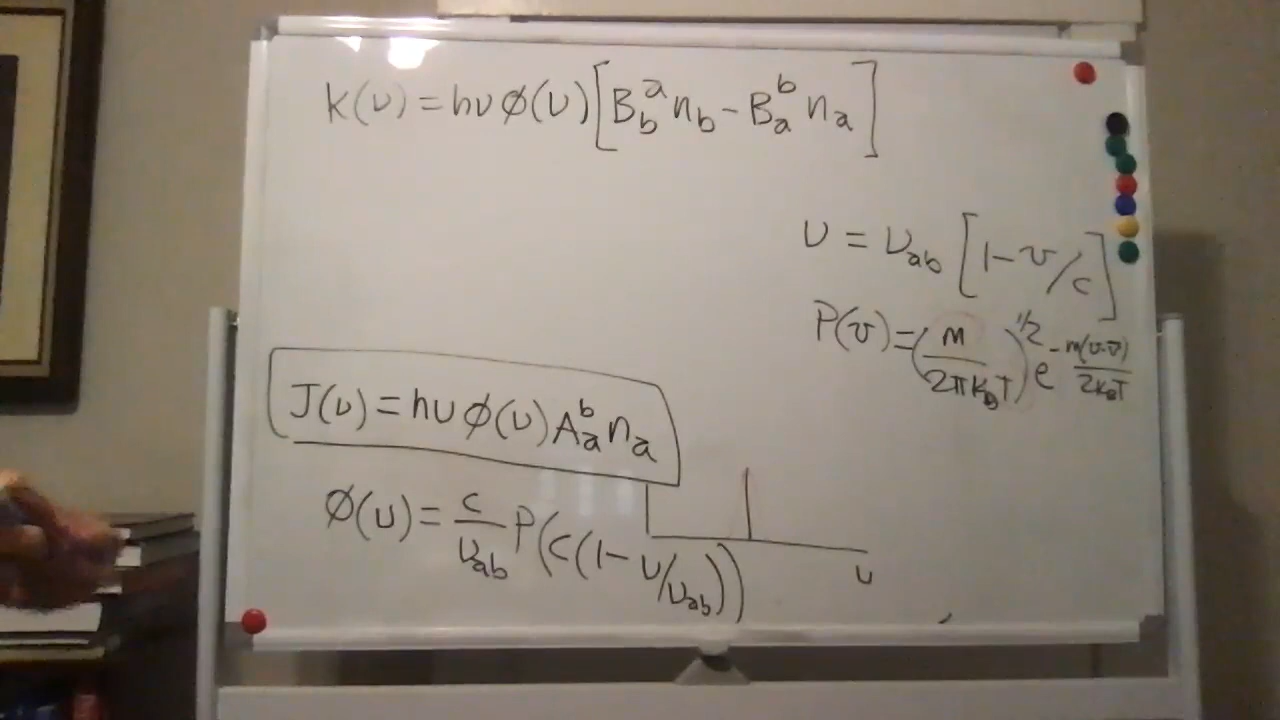 k(ν) = hν ϕ(ν) [B_b^a n_b - B_a^b n_a]
ν = ν_ab [1 - v/c]
P(v) = (m / 2πk_BT)^1/2 e^-m(v-v̄) / 2k_BT
J(ν) = hν ϕ(ν) A_a^b n_a
ϕ(ν) = c/ν_ab P(c(1 - ν/ν_ab))
ν